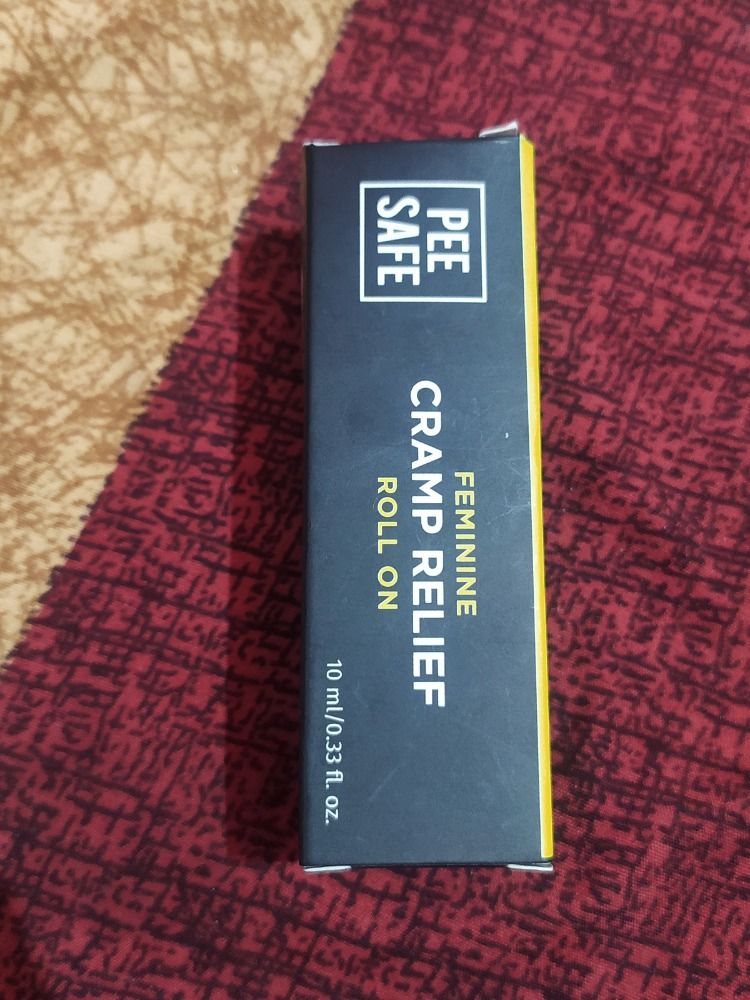 PEE
SAFE
FEMININE
CRAMP RELIEF
ROLL ON
10 ml/0.33 fl. oz.